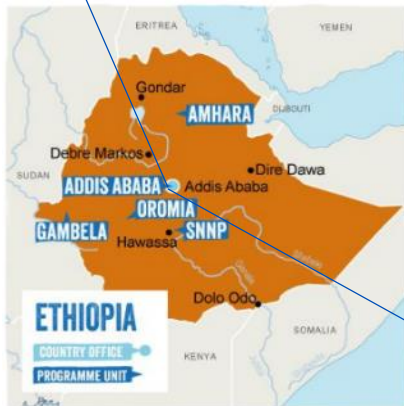 ERITREA
YEMEN
Gondar
AMHARA
DJIBOUTI
SUDAN
Debre Markos
Dire Dawa
ADDIS ABABA
Addis Ababa
OROMIA
GAMBELA
Hawassa
SNNP
Dolo Odo
ETHIOPIA
COUNTRY OFFICE
PROGRAMME UNIT
SOMALIA
KENYA